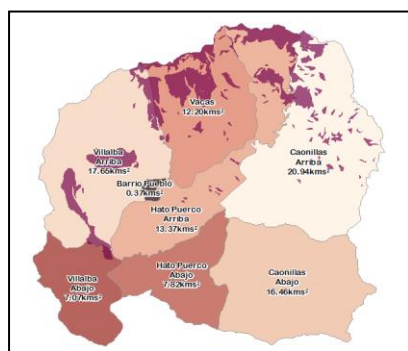 Vacas
12.20kms²
Villalba
Arriba
17.65kms²
Caonillas
Arriba
20.94kms²
Barrio Pueblo
0.37kms²
Hato Puerco
Arriba
13.37kms²
Hato Puerco
Abajo
7.82kms²
Villalba
Abajo
7.07kms²
Caonillas
Abajo
16.46kms²